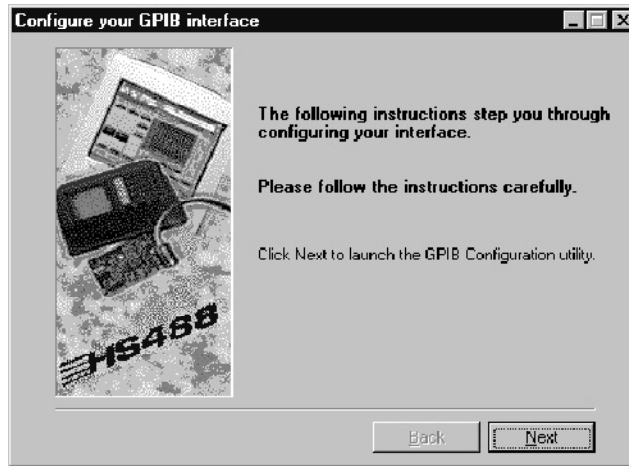 Configure your GPIB interface
The following instructions step you through
configuring your interface.
Please follow the instructions carefully.
Click Next to launch the GPIB Configuration utility.
HS488
Back
Next